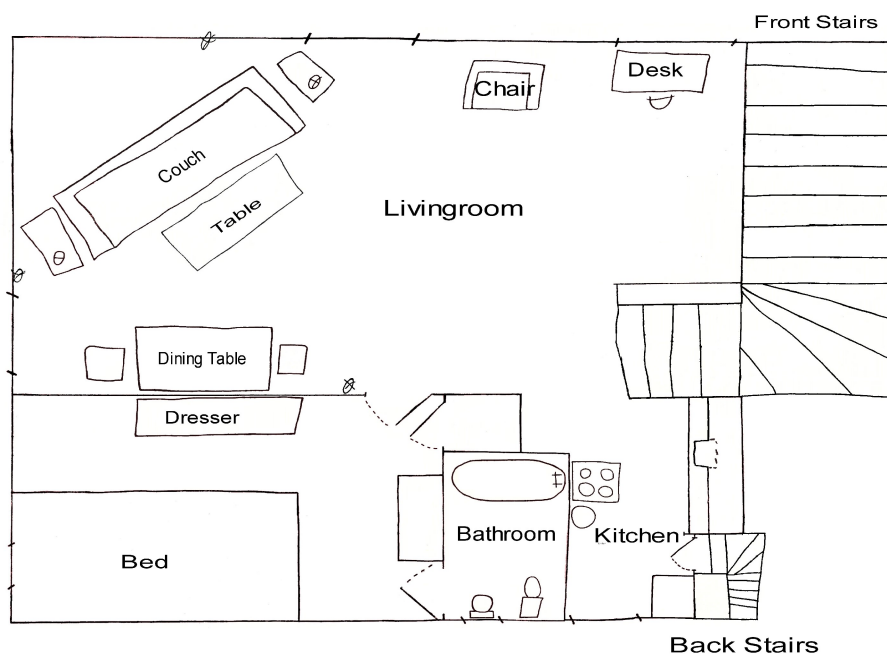 Front Stairs
Desk
Chair
Couch
Table
Livingroom
Dining Table
Dresser
Bathroom
Kitchen
Bed
Back Stairs